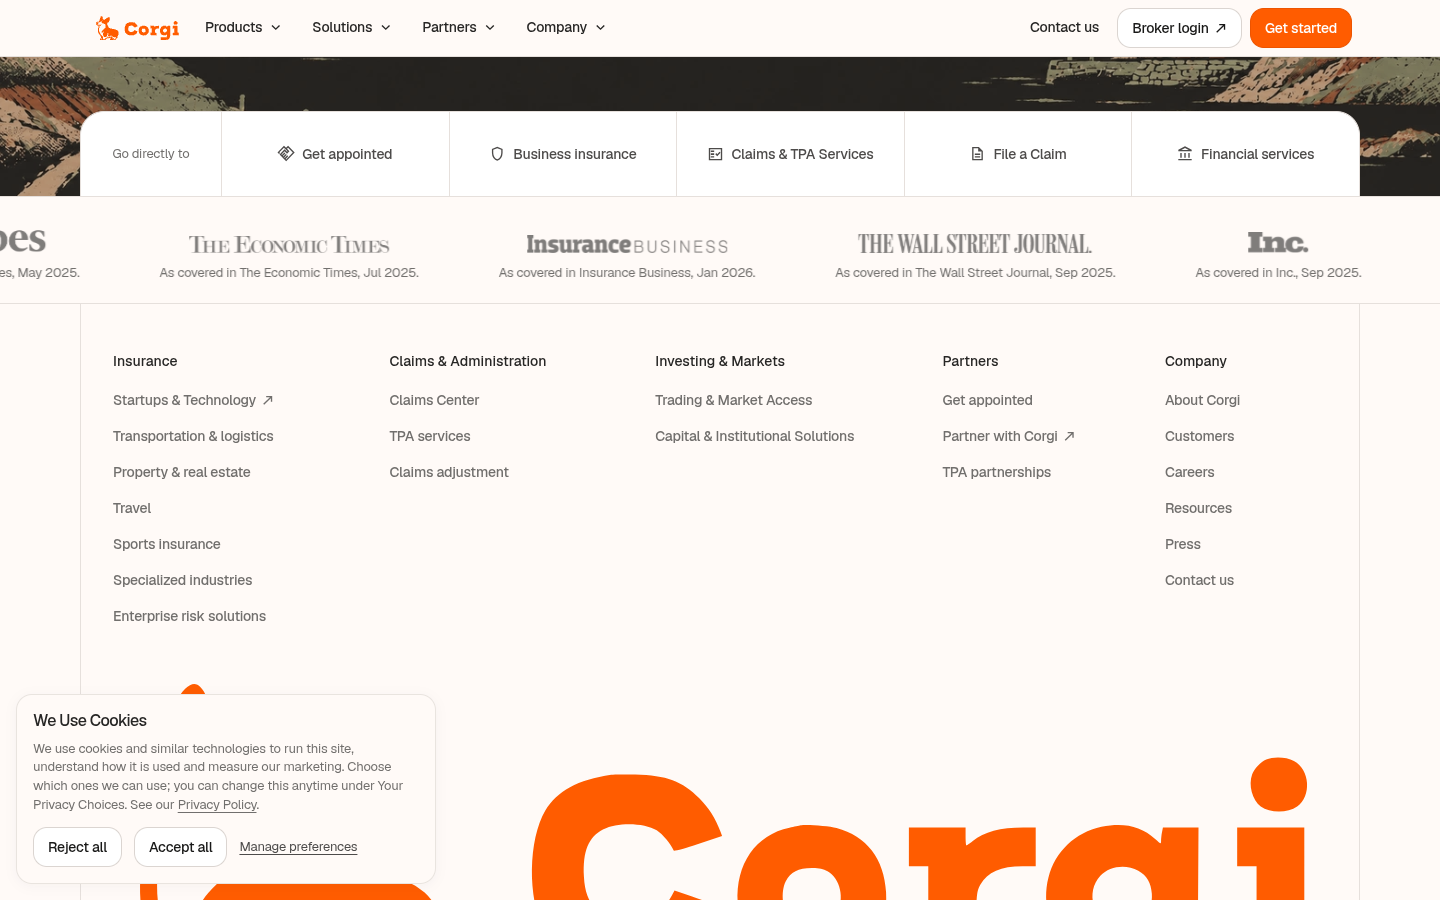 Corgi
Products
Solutions
Partners
Company
Contact us
Broker login
Get started
Go directly to
Get appointed
Business insurance
Claims & TPA Services
File a Claim
Financial services
THE ECONOMIC TIMES
Insurance BUSINESS
THE WALL STREET JOURNAL.
Inc.
es, May 2025.
As covered in The Economic Times, Jul 2025.
As covered in Insurance Business, Jan 2026.
As covered in The Wall Street Journal, Sep 2025.
As covered in Inc., Sep 2025.
Insurance
Startups & Technology
Transportation & logistics
Property & real estate
Travel
Sports insurance
Specialized industries
Enterprise risk solutions
Claims & Administration
Claims Center
TPA services
Claims adjustment
Investing & Markets
Trading & Market Access
Capital & Institutional Solutions
Partners
Get appointed
Partner with Corgi
TPA partnerships
Company
About Corgi
Customers
Careers
Resources
Press
Contact us
We Use Cookies
We use cookies and similar technologies to run this site,
understand how it is used and measure our marketing. Choose
which ones we can use; you can change this anytime under Your
Privacy Choices. See our Privacy Policy.
Reject all
Accept all
Manage preferences
Corgi